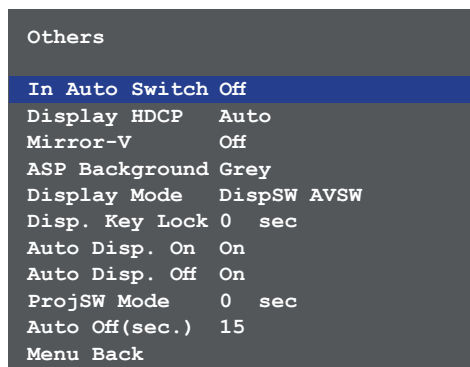 Others
In Auto Switch Off
Display HDCP Auto
Mirror-V Off
ASP Background Grey
Display Mode DispSW AVSW
Disp. Key Lock 0 sec
Auto Disp. On On
Auto Disp. Off On
ProjSW Mode 0 sec
Auto Off(sec.) 15
Menu Back